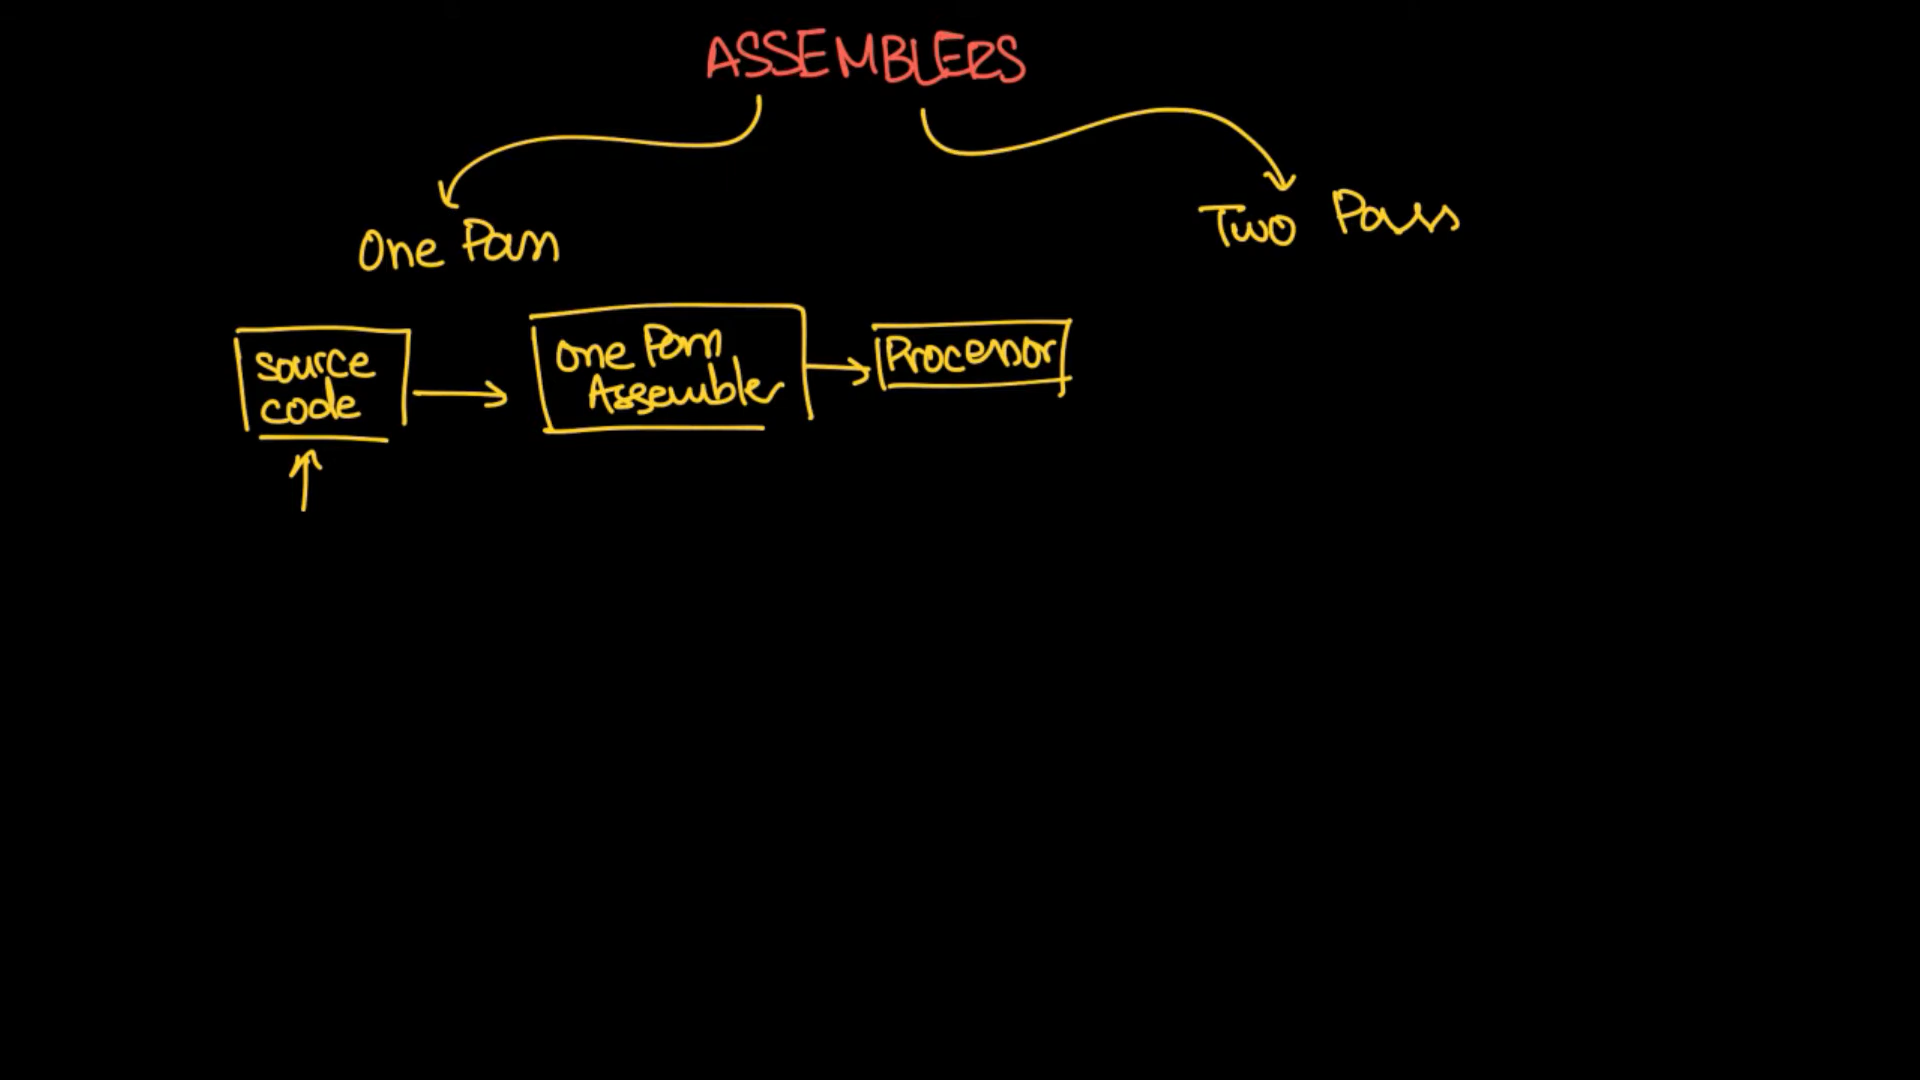 ASSEMBLERS
One Pass
Two Pass
source
code
one Pass
Assembler
Processor